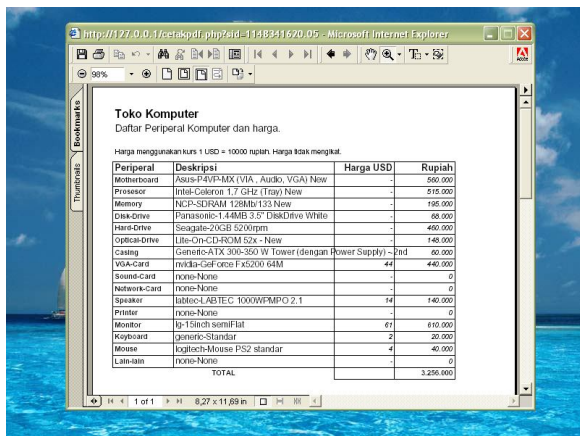 http://127.0.0.1/cetakpdf.php?sid=1148341620.05 - Microsoft Internet Explorer
98%
Adobe
Bookmarks
Thumbnails
Toko Komputer
Daftar Periperal Komputer dan harga.
Harga menggunakan kurs 1 USD = 10000 rupiah. Harga tidak mengikat.
Periperal Deskripsi Harga USD Rupiah
Motherboard Asus-P4VP-MX (VIA , Audio, VGA) New - 560.000
Prosesor Intel-Celeron 1,7 GHz (Tray) New - 515.000
Memory NCP-SDRAM 128Mb/133 New - 195.000
Disk-Drive Panasonic-1.44MB 3.5" DiskDrive White - 68.000
Hard-Drive Seagate-20GB 5200rpm - 460.000
Optical-Drive Lite-On-CD-ROM 52x - New - 148.000
Casing Generic-ATX 300-350 W Tower (dengan Power Supply) - 2nd 60.000
VGA-Card nvidia-GeForce Fx5200 64M 44 440.000
Sound-Card none-None - 0
Network-Card none-None - 0
Speaker labtec-LABTEC 1000WPMPO 2.1 14 140.000
Printer none-None - 0
Monitor lg-15inch semiFlat 61 610.000
Keyboard generic-Standar 2 20.000
Mouse logitech-Mouse PS2 standar 4 40.000
Lain-lain none-None - 0
TOTAL 3.256.000
1 of 1 8,27 x 11,69 in